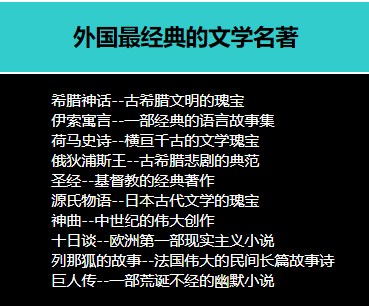 外国最经典的文学名著
希腊神话--古希腊文明的瑰宝
伊索寓言--一部经典的语言故事集
荷马史诗--横亘千古的文学瑰宝
俄狄浦斯王--古希腊悲剧的典范
圣经--基督教的经典著作
源氏物语--日本古代文学的瑰宝
神曲--中世纪的伟大创作
十日谈--欧洲第一部现实主义小说
列那狐的故事--法国伟大的民间长篇故事诗
巨人传--一部荒诞不经的幽默小说